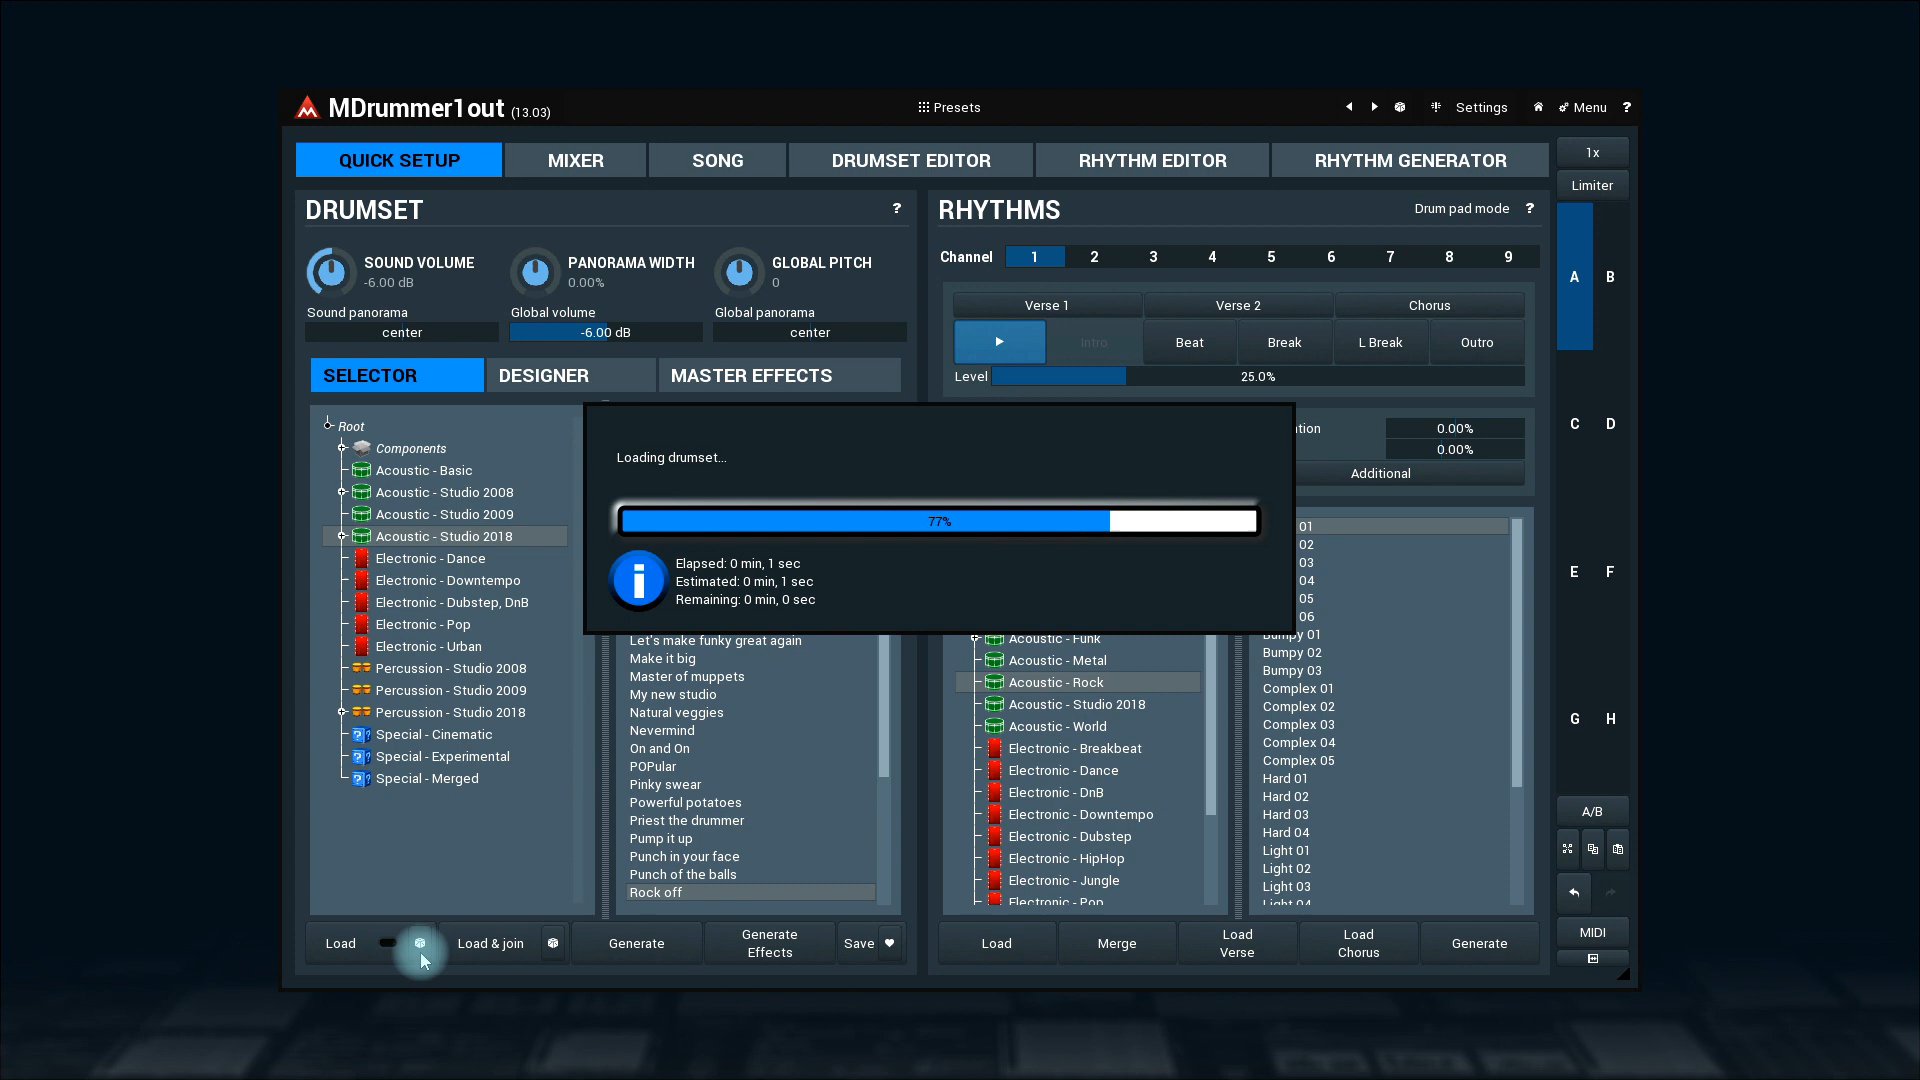 MDrummer1out (13.03)
Presets
Settings
Menu
?
QUICK SETUP
MIXER
SONG
DRUMSET EDITOR
RHYTHM EDITOR
RHYTHM GENERATOR
1x
Limiter
DRUMSET
?
SOUND VOLUME
-6.00 dB
PANORAMA WIDTH
0.00%
GLOBAL PITCH
0
Sound panorama
center
Global volume
-6.00 dB
Global panorama
center
SELECTOR
DESIGNER
MASTER EFFECTS
Root
Components
Acoustic - Basic
Acoustic - Studio 2008
Acoustic - Studio 2009
Acoustic - Studio 2018
Electronic - Dance
Electronic - Downtempo
Electronic - Dubstep, DnB
Electronic - Pop
Electronic - Urban
Percussion - Studio 2008
Percussion - Studio 2009
Percussion - Studio 2018
Special - Cinematic
Special - Experimental
Special - Merged
Let's make funky great again
Make it big
Master of muppets
My new studio
Natural veggies
Nevermind
On and On
POPular
Pinky swear
Powerful potatoes
Priest the drummer
Pump it up
Punch in your face
Punch of the balls
Rock off
Load
Load & join
Generate
Generate
Effects
Save
Loading drumset...
77%
Elapsed: 0 min, 1 sec
Estimated: 0 min, 1 sec
Remaining: 0 min, 0 sec
RHYTHMS
Drum pad mode
?
Channel
1
2
3
4
5
6
7
8
9
Verse 1
Verse 2
Chorus
Intro
Beat
Break
L Break
Outro
Level
25.0%
0.00%
0.00%
Additional
Acoustic - Funk
Acoustic - Metal
Acoustic - Rock
Acoustic - Studio 2018
Acoustic - World
Electronic - Breakbeat
Electronic - Dance
Electronic - DnB
Electronic - Downtempo
Electronic - Dubstep
Electronic - HipHop
Electronic - Jungle
Electronic - Pop
01
02
03
04
05
06
Bumpy 01
Bumpy 02
Bumpy 03
Complex 01
Complex 02
Complex 03
Complex 04
Complex 05
Hard 01
Hard 02
Hard 03
Hard 04
Light 01
Light 02
Light 03
Light 04
Load
Merge
Load
Verse
Load
Chorus
Generate
A
B
C
D
E
F
G
H
A/B
MIDI